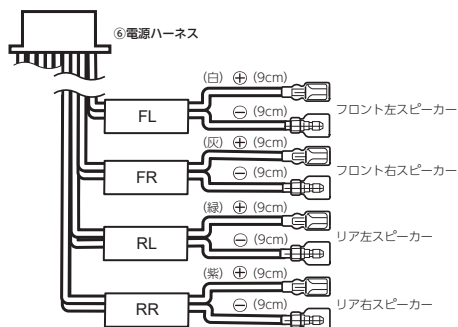 ⑥電源ハーネス
(白) ⊕ (9cm)
FL
⊖ (9cm)
フロント左スピーカー
(灰) ⊕ (9cm)
FR
⊖ (9cm)
フロント右スピーカー
(緑) ⊕ (9cm)
RL
⊖ (9cm)
リア左スピーカー
(紫) ⊕ (9cm)
RR
⊖ (9cm)
リア右スピーカー